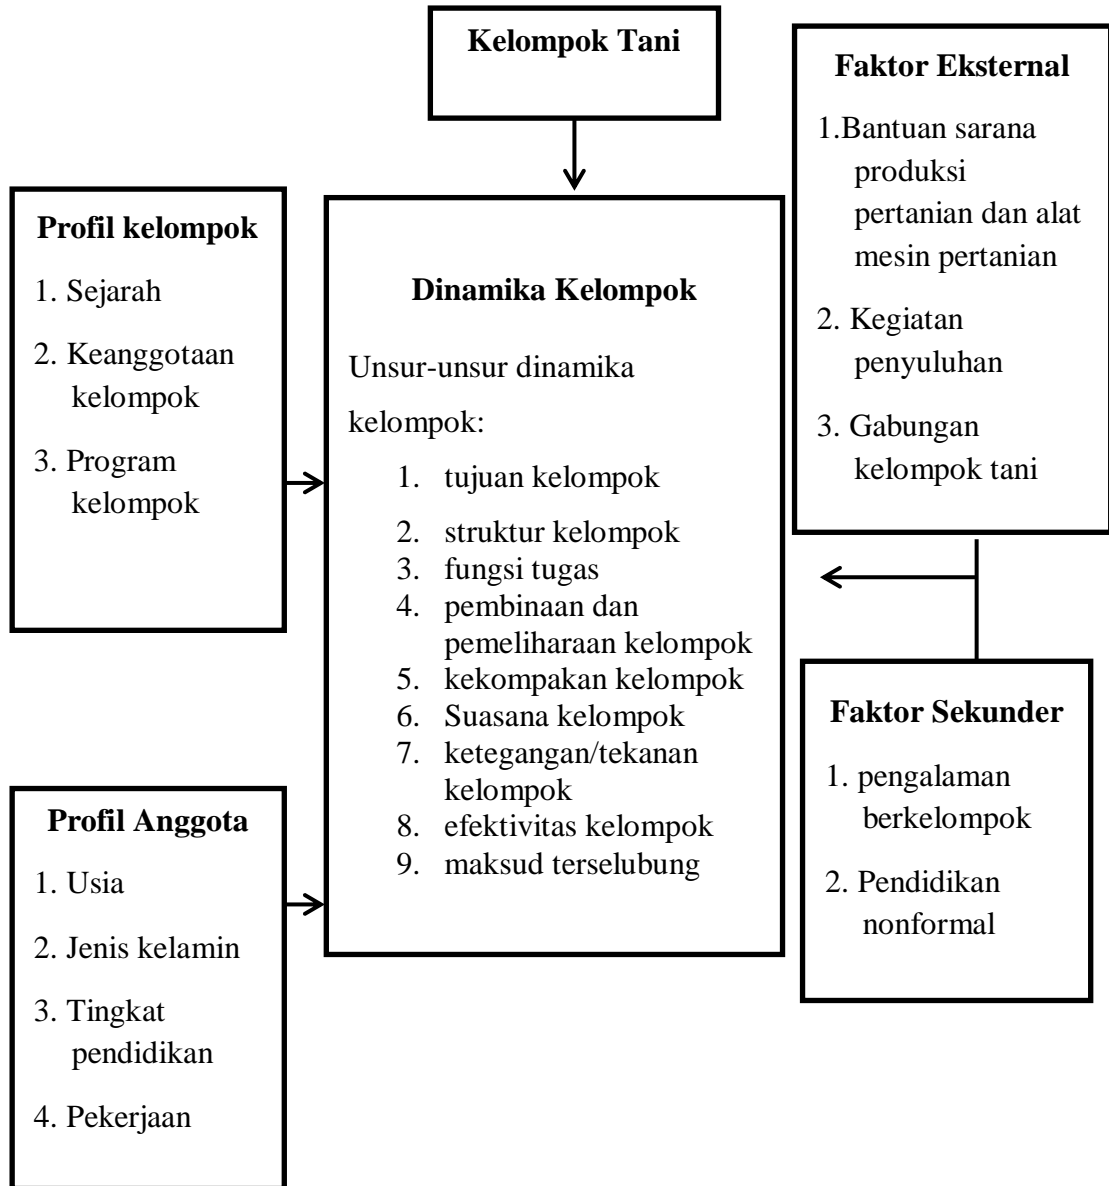 Kelompok Tani
Faktor Eksternal
1.Bantuan sarana
produksi
pertanian dan alat
mesin pertanian
2. Kegiatan
penyuluhan
3. Gabungan
kelompok tani
Profil kelompok
1. Sejarah
2. Keanggotaan
kelompok
3. Program
kelompok
Dinamika Kelompok
Unsur-unsur dinamika
kelompok:
1. tujuan kelompok
2. struktur kelompok
3. fungsi tugas
4. pembinaan dan
pemeliharaan kelompok
5. kekompakan kelompok
6. Suasana kelompok
7. ketegangan/tekanan
kelompok
8. efektivitas kelompok
9. maksud terselubung
Faktor Sekunder
1. pengalaman
berkelompok
2. Pendidikan
nonformal
Profil Anggota
1. Usia
2. Jenis kelamin
3. Tingkat
pendidikan
4. Pekerjaan